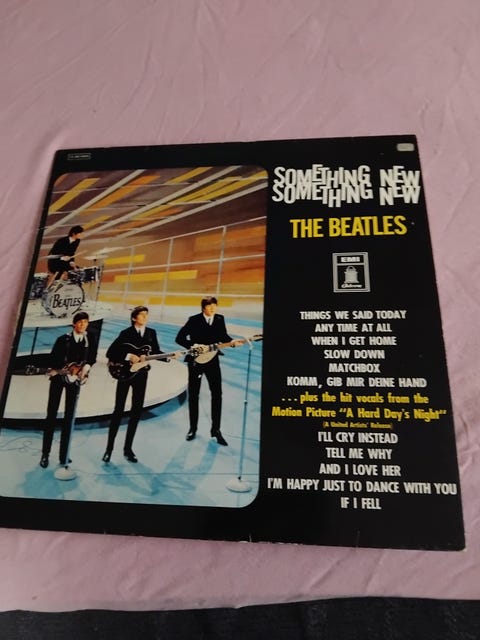 SOMETHING NEW
SOMETHING NEW
THE BEATLES
EMI
Odeon
THINGS WE SAID TODAY
ANY TIME AT ALL
WHEN I GET HOME
SLOW DOWN
MATCHBOX
KOMM, GIB MIR DEINE HAND
...plus the hit vocals from the
Motion Picture "A Hard Day's Night"
(A United Artists' Release)
I'LL CRY INSTEAD
TELL ME WHY
AND I LOVE HER
I'M HAPPY JUST TO DANCE WITH YOU
IF I FELL
THE
BEATLES